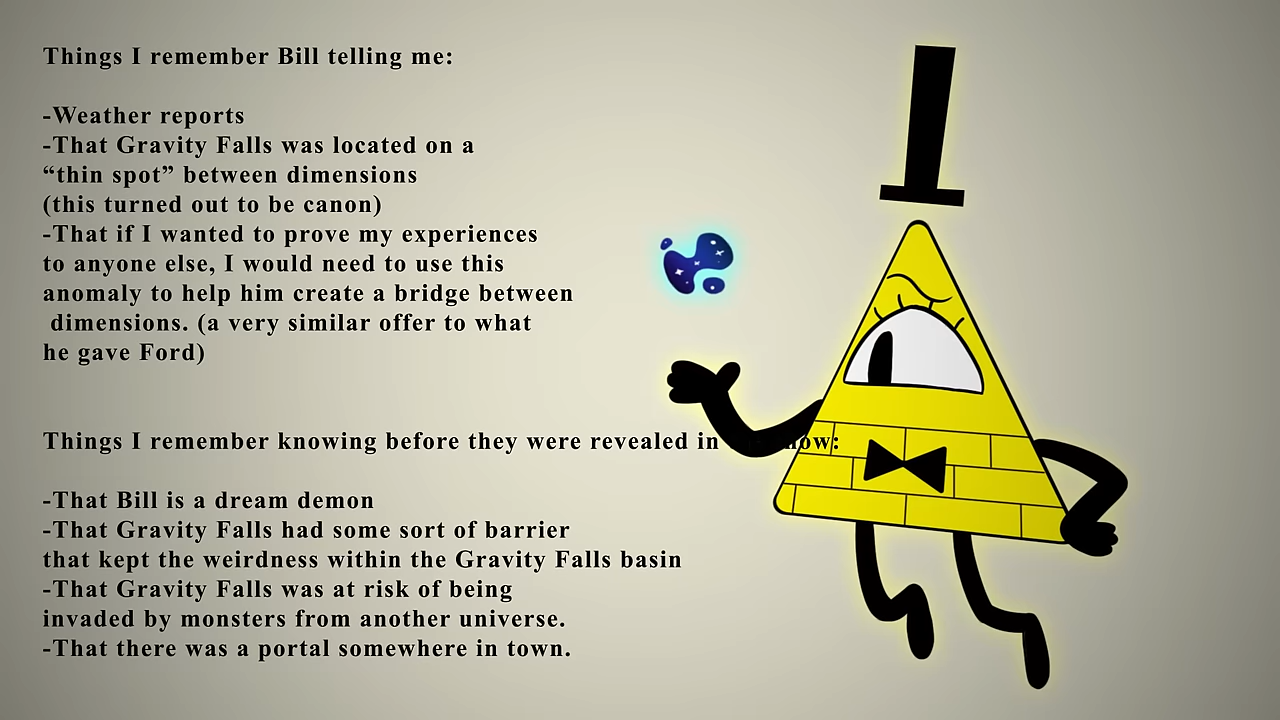 Things I remember Bill telling me:
-Weather reports
-That Gravity Falls was located on a
“thin spot” between dimensions
(this turned out to be canon)
-That if I wanted to prove my experiences
to anyone else, I would need to use this
anomaly to help him create a bridge between
dimensions. (a very similar offer to what
he gave Ford)
Things I remember knowing before they were revealed in show:
-That Bill is a dream demon
-That Gravity Falls had some sort of barrier
that kept the weirdness within the Gravity Falls basin
-That Gravity Falls was at risk of being
invaded by monsters from another universe.
-That there was a portal somewhere in town.